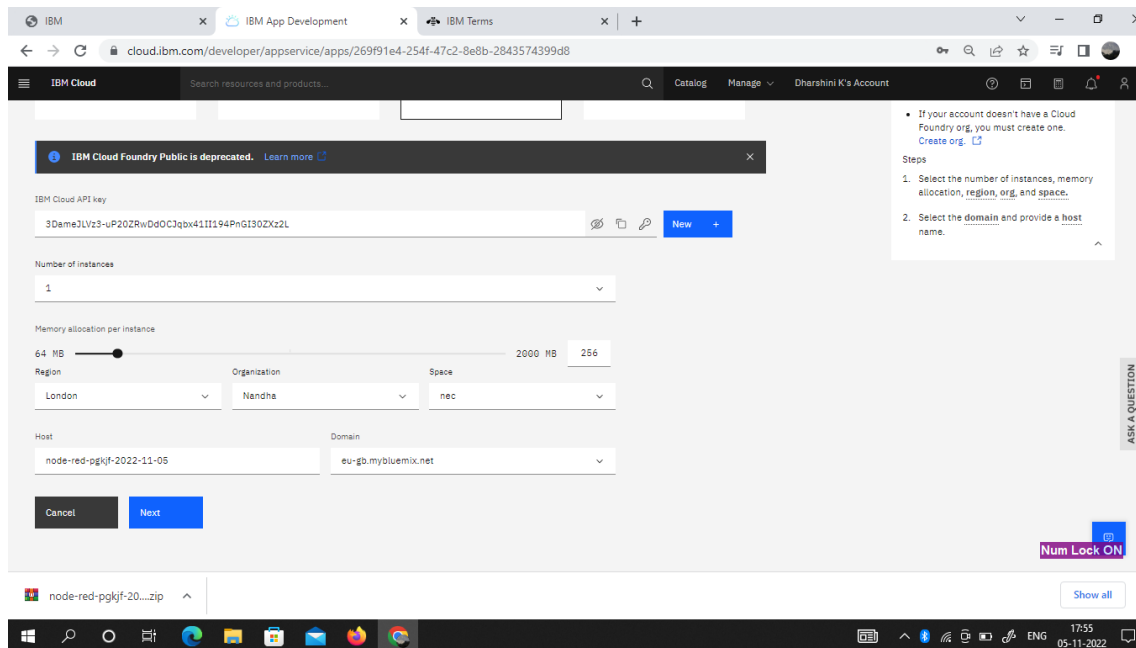 IBM
IBM App Development
IBM Terms
cloud.ibm.com/developer/appservice/apps/269f91e4-254f-47c2-8e8b-2843574399d8
IBM Cloud
Search resources and products...
Catalog
Manage
Dharshini K's Account
If your account doesn't have a Cloud
Foundry org, you must create one.
Create org.
Steps
1. Select the number of instances, memory
allocation, region, org, and space.
2. Select the domain and provide a host
name.
IBM Cloud Foundry Public is deprecated. Learn more
IBM Cloud API key
3DameJLVz3-uP20ZRwDdOCJqbx41II194PnGI30ZXz2L
New +
Number of instances
1
Memory allocation per instance
64 MB
2000 MB
256
Region
Organization
Space
London
Nandha
nec
Host
Domain
node-red-pgkjf-2022-11-05
eu-gb.mybluemix.net
Cancel
Next
ASK A QUESTION
Num Lock ON
node-red-pgkjf-20....zip
Show all
ENG
17:55
05-11-2022